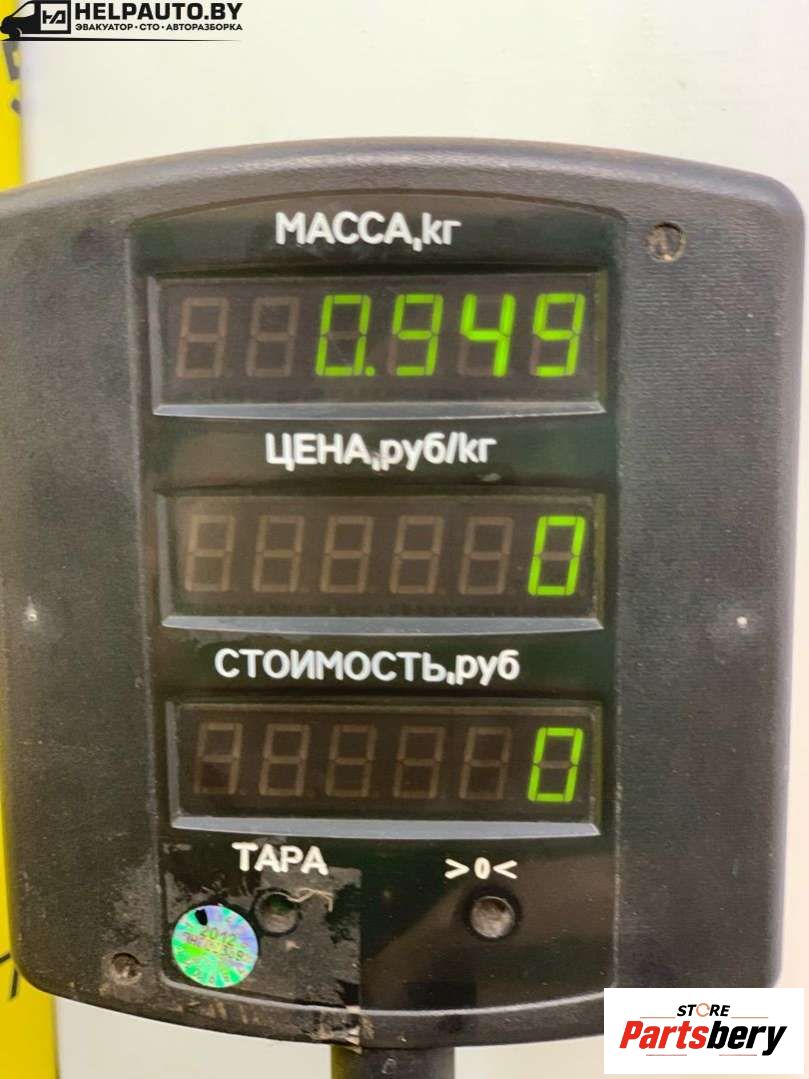 HELPAUTO.BY
ЭВАКУАТОР · СТО · АВТОРАЗБОРКА
МАССА,кг
0.949
ЦЕНА,руб/кг
0
СТОИМОСТЬ,руб
0
ТАРА >0<
2012
STORE
Partsbery